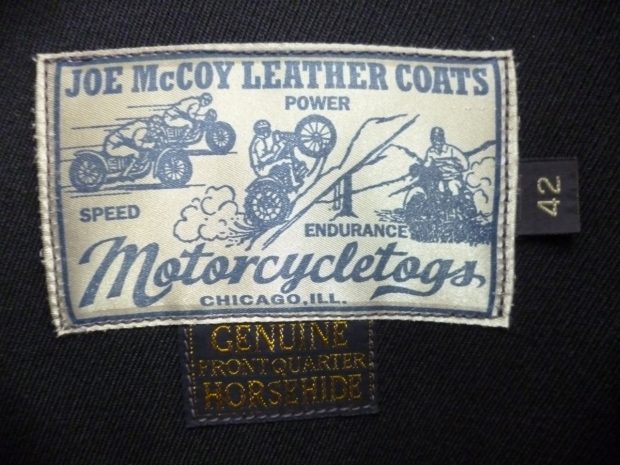 JOE McCOY LEATHER COATS
POWER
SPEED
ENDURANCE
Motorcycletogs
CHICAGO, ILL.
42
GENUINE
FRONT QUARTER
HORSEHIDE